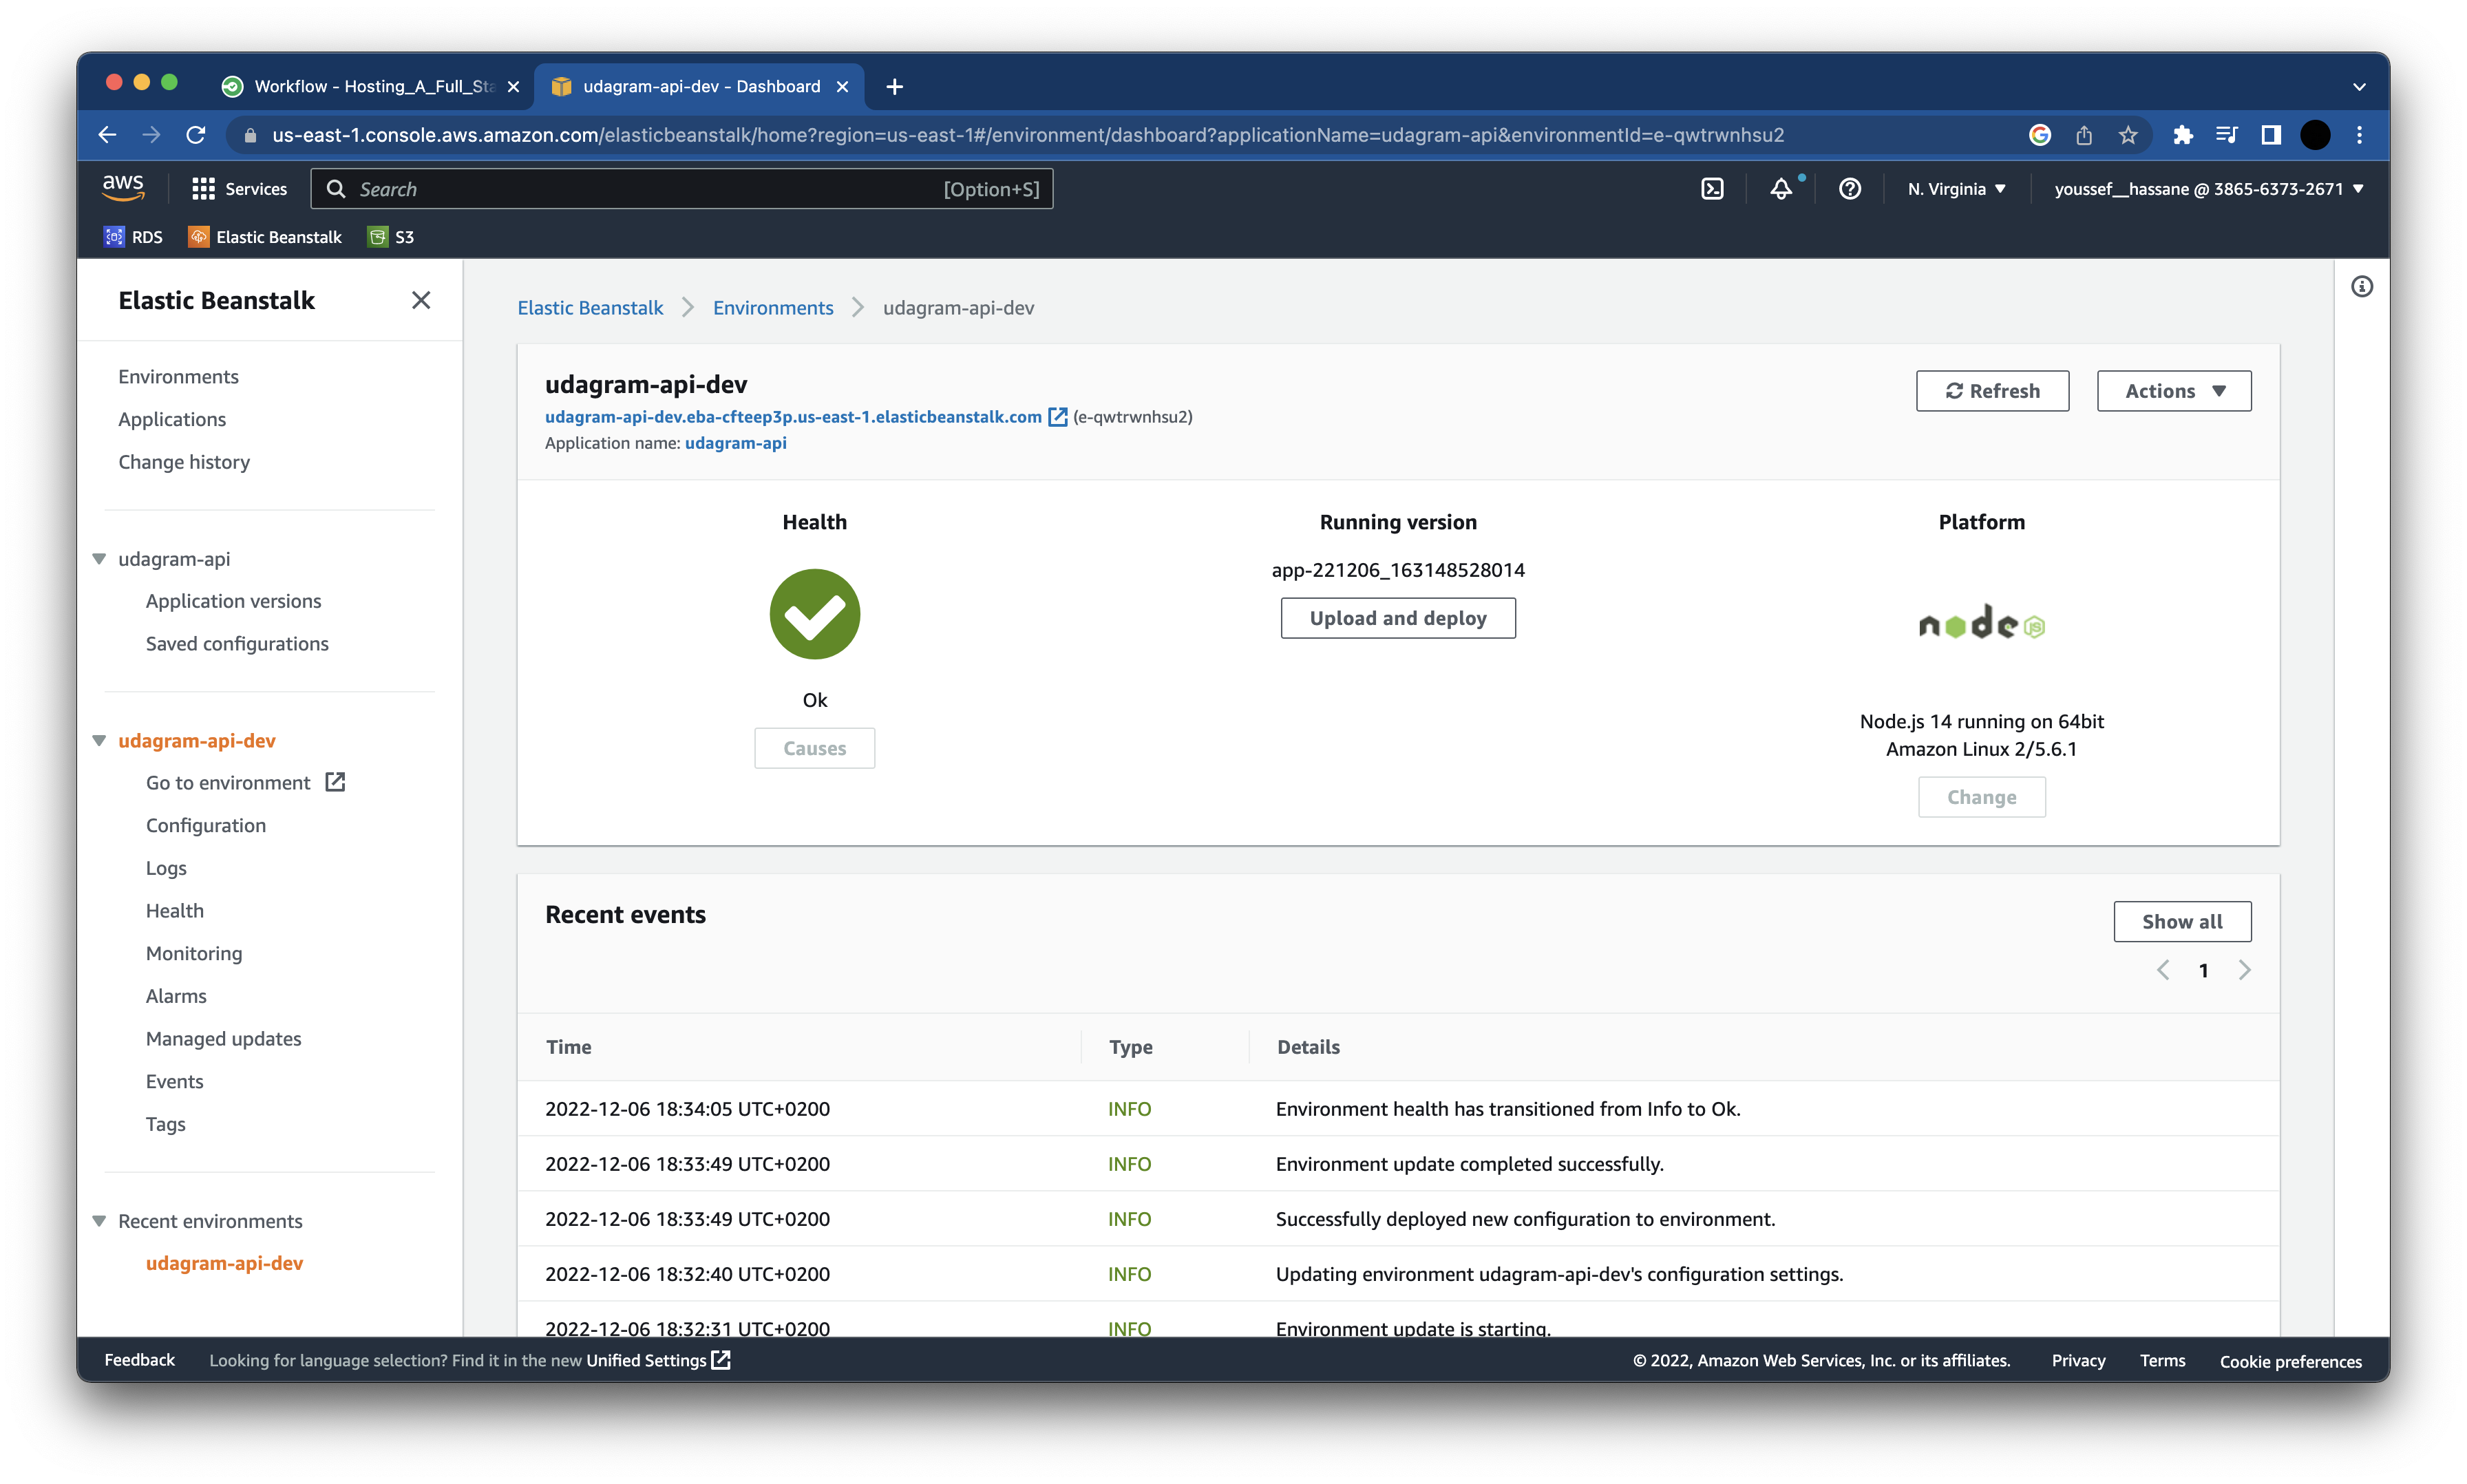 Workflow - Hosting_A_Full_Sta
udagram-api-dev - Dashboard
us-east-1.console.aws.amazon.com/elasticbeanstalk/home?region=us-east-1#/environment/dashboard?applicationName=udagram-api&environmentId=e-qwtrwnhsu2
aws
Services
Search
[Option+S]
N. Virginia
youssef__hassane @ 3865-6373-2671
RDS
Elastic Beanstalk
S3
Elastic Beanstalk
Environments
Applications
Change history
udagram-api
Application versions
Saved configurations
udagram-api-dev
Go to environment
Configuration
Logs
Health
Monitoring
Alarms
Managed updates
Events
Tags
Recent environments
udagram-api-dev
Elastic Beanstalk
Environments
udagram-api-dev
udagram-api-dev
udagram-api-dev.eba-cfteep3p.us-east-1.elasticbeanstalk.com (e-qwtrwnhsu2)
Application name: udagram-api
Refresh
Actions
Health
Ok
Causes
Running version
app-221206_163148528014
Upload and deploy
Platform
node JS
Node.js 14 running on 64bit
Amazon Linux 2/5.6.1
Change
Recent events
Show all
1
Time Type Details
2022-12-06 18:34:05 UTC+0200 INFO Environment health has transitioned from Info to Ok.
2022-12-06 18:33:49 UTC+0200 INFO Environment update completed successfully.
2022-12-06 18:33:49 UTC+0200 INFO Successfully deployed new configuration to environment.
2022-12-06 18:32:40 UTC+0200 INFO Updating environment udagram-api-dev's configuration settings.
2022-12-06 18:32:31 UTC+0200 INFO Environment update is starting.
Feedback
Looking for language selection? Find it in the new Unified Settings
© 2022, Amazon Web Services, Inc. or its affiliates.
Privacy
Terms
Cookie preferences